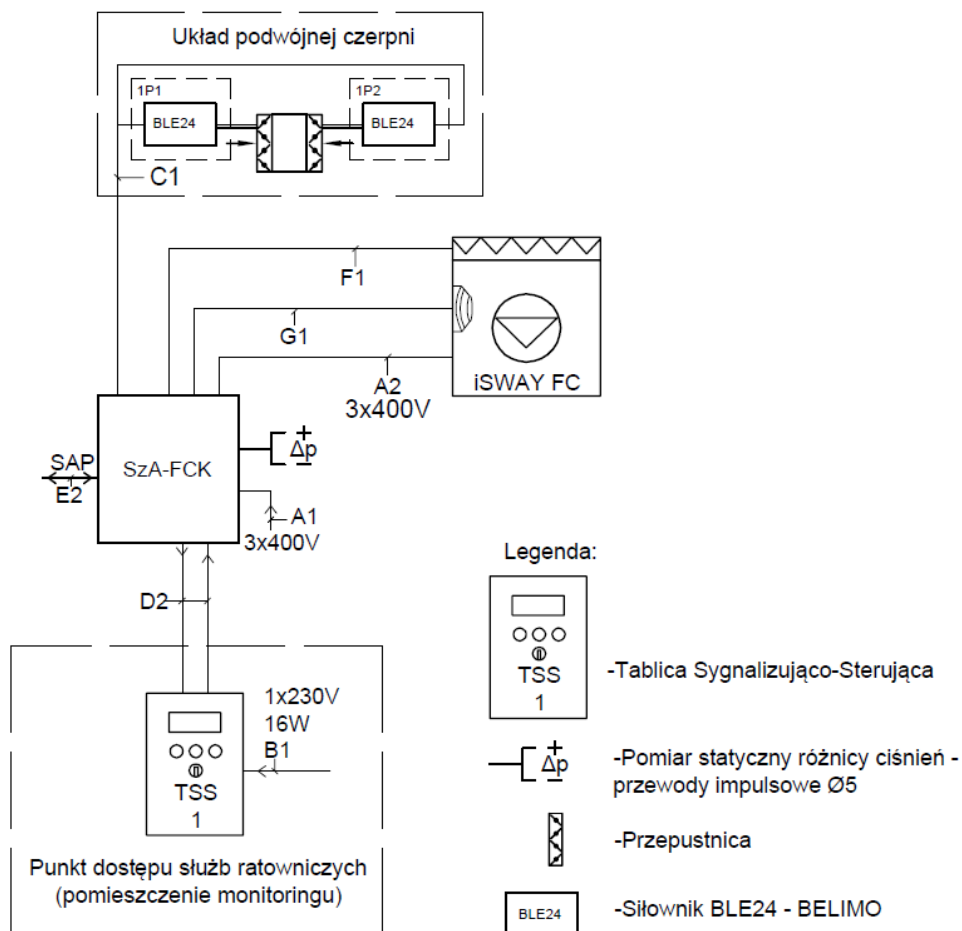 Układ podwójnej czerpni
1P1
1P2
BLE24
BLE24
C1
F1
G1
A2
3x400V
iSWAY FC
SAP
E2
SzA-FCK
+
Δp
-
A1
3x400V
D2
1x230V
16W
B1
TSS
1
Punkt dostępu służb ratowniczych
(pomieszczenie monitoringu)
Legenda:
TSS
1
-Tablica Sygnalizująco-Sterująca
+
Δp
-
-Pomiar statyczny różnicy ciśnień -
przewody impulsowe Ø5
-Przepustnica
BLE24
-Siłownik BLE24 - BELIMO